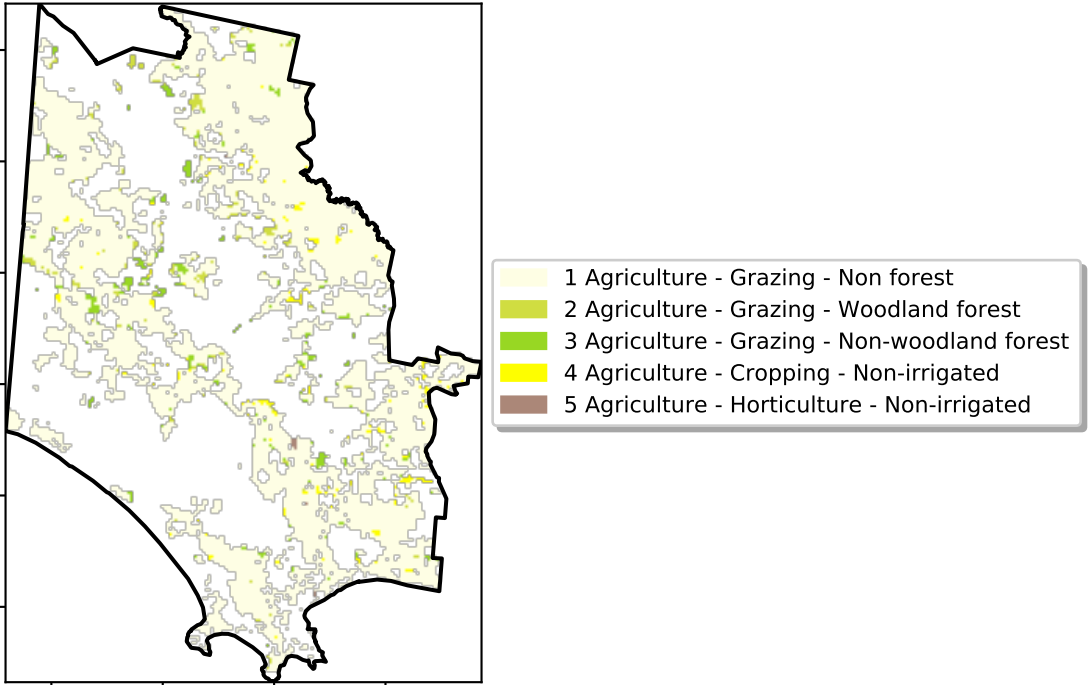 1 Agriculture - Grazing - Non forest
2 Agriculture - Grazing - Woodland forest
3 Agriculture - Grazing - Non-woodland forest
4 Agriculture - Cropping - Non-irrigated
5 Agriculture - Horticulture - Non-irrigated